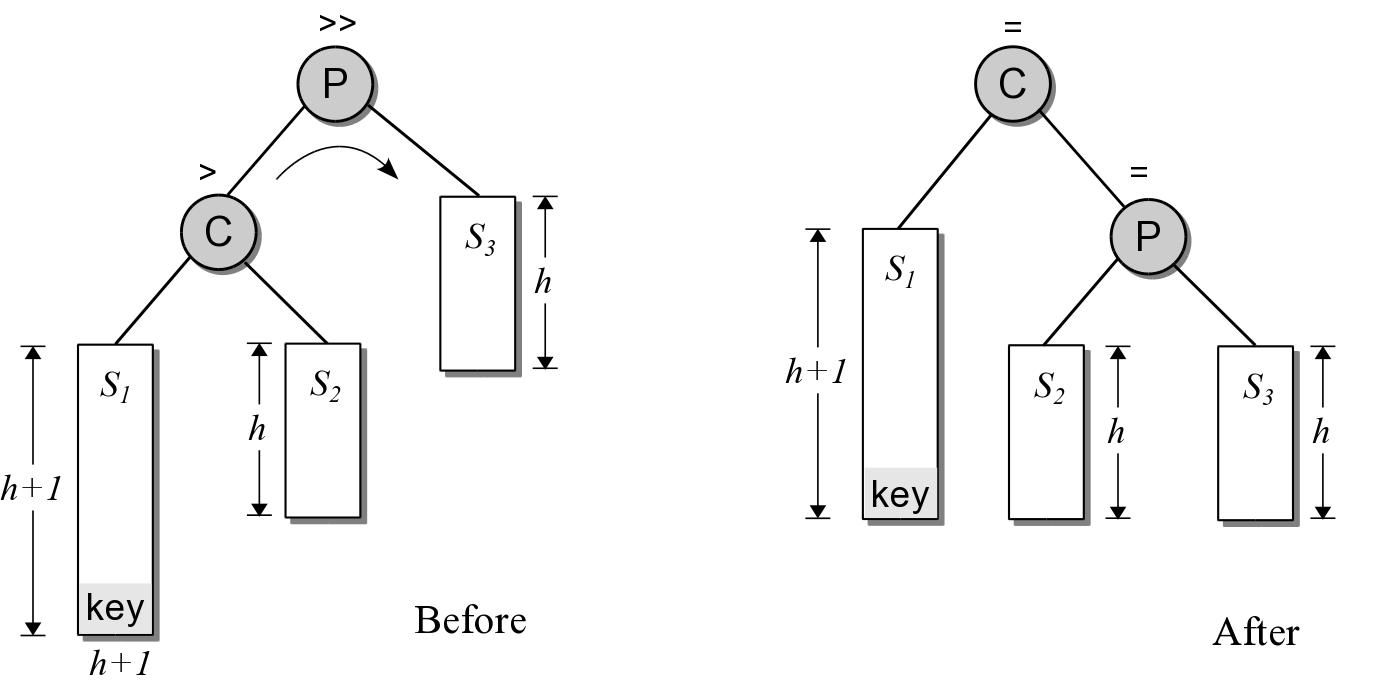 >>
P
>
C
S3
h
S1
h+1
key
h+1
S2
h
Before
=
C
=
P
S1
h+1
key
S2
h
S3
h
After